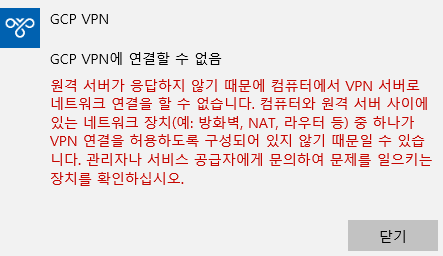 GCP VPN
GCP VPN에 연결할 수 없음
원격 서버가 응답하지 않기 때문에 컴퓨터에서 VPN 서버로
네트워크 연결을 할 수 없습니다. 컴퓨터와 원격 서버 사이에
있는 네트워크 장치(예: 방화벽, NAT, 라우터 등) 중 하나가
VPN 연결을 허용하도록 구성되어 있지 않기 때문일 수 있습
니다. 관리자나 서비스 공급자에게 문의하여 문제를 일으키는
장치를 확인하십시오.
닫기